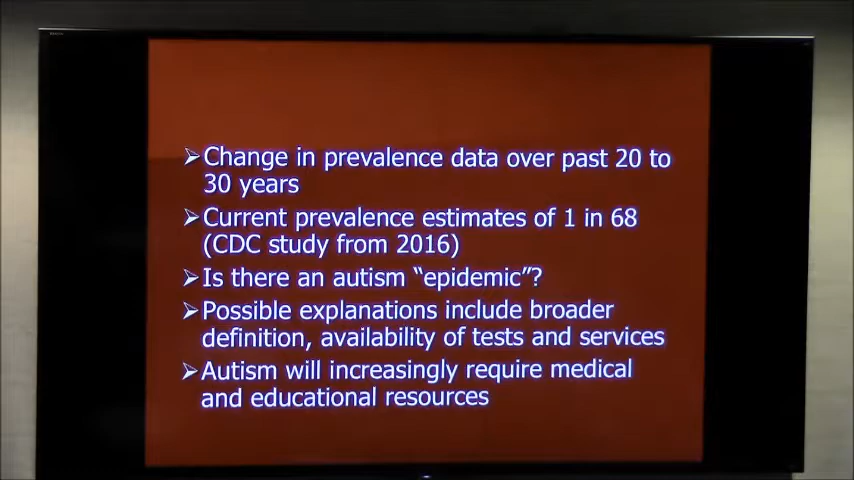 ➢Change in prevalence data over past 20 to
30 years
➢Current prevalence estimates of 1 in 68
(CDC study from 2016)
➢Is there an autism “epidemic”?
➢Possible explanations include broader
definition, availability of tests and services
➢Autism will increasingly require medical
and educational resources